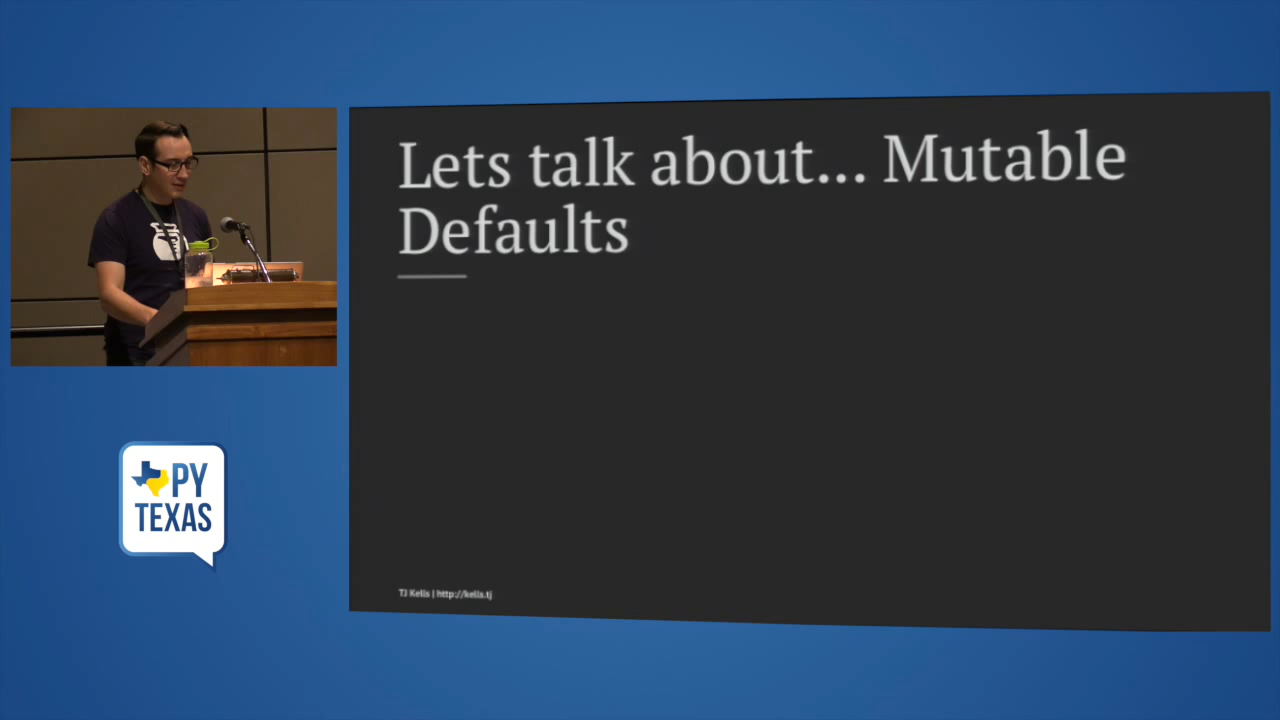 Lets talk about... Mutable
Defaults
TJ Kells | http://kells.tj
PY
TEXAS